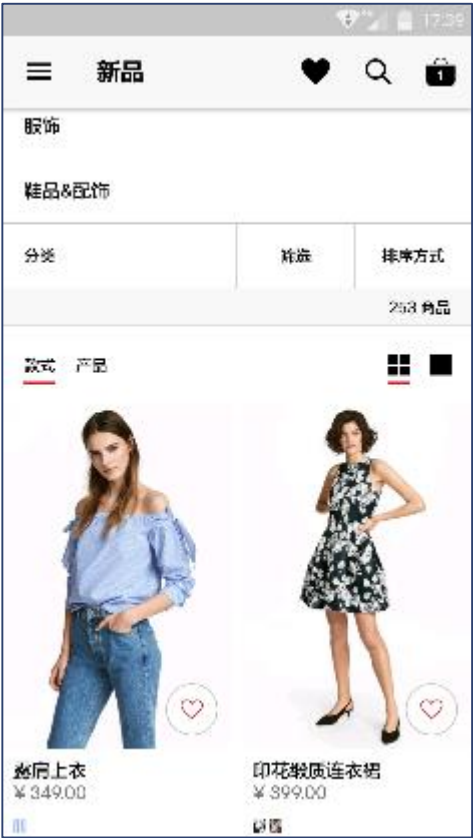 17:39
新品
1
服饰
鞋品&配饰
分类 筛选 排序方式
253 商品
款式 产品
露肩上衣 印花缎质连衣裙
¥349.00 ¥399.00